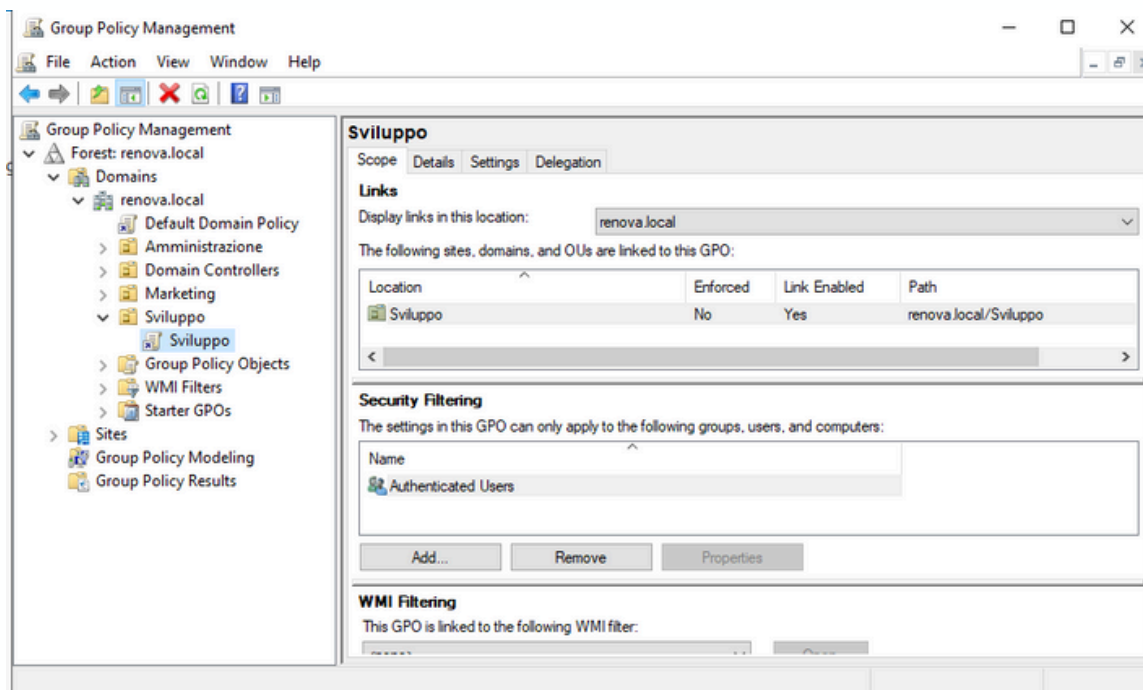 Group Policy Management
File Action View Window Help
Group Policy Management
Forest: renova.local
Domains
renova.local
Default Domain Policy
Amministrazione
Domain Controllers
Marketing
Sviluppo
Sviluppo
Group Policy Objects
WMI Filters
Starter GPOs
Sites
Group Policy Modeling
Group Policy Results
Sviluppo
Scope Details Settings Delegation
Links
Display links in this location: renova.local
The following sites, domains, and OUs are linked to this GPO:
Location Enforced Link Enabled Path
Sviluppo No Yes renova.local/Sviluppo
Security Filtering
The settings in this GPO can only apply to the following groups, users, and computers:
Name
Authenticated Users
Add... Remove Properties
WMI Filtering
This GPO is linked to the following WMI filter: